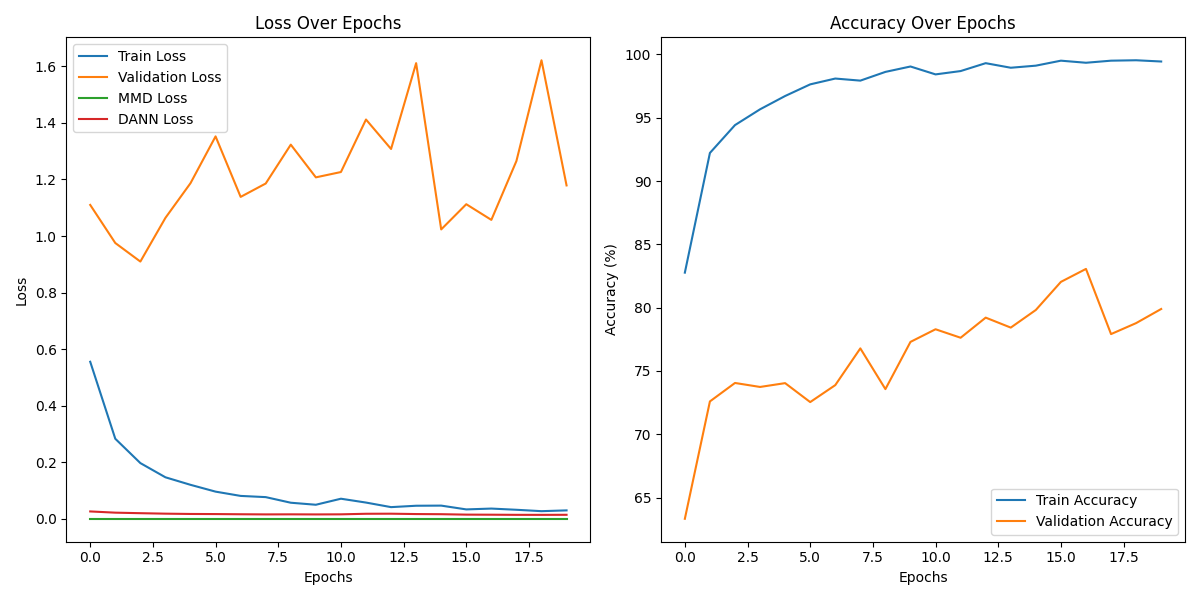 Loss Over Epochs
Train Loss
Validation Loss
MMD Loss
DANN Loss
Loss
1.6
1.4
1.2
1.0
0.8
0.6
0.4
0.2
0.0
0.0 2.5 5.0 7.5 10.0 12.5 15.0 17.5
Epochs
Accuracy Over Epochs
Accuracy (%)
100
95
90
85
80
75
70
65
Train Accuracy
Validation Accuracy
0.0 2.5 5.0 7.5 10.0 12.5 15.0 17.5
Epochs